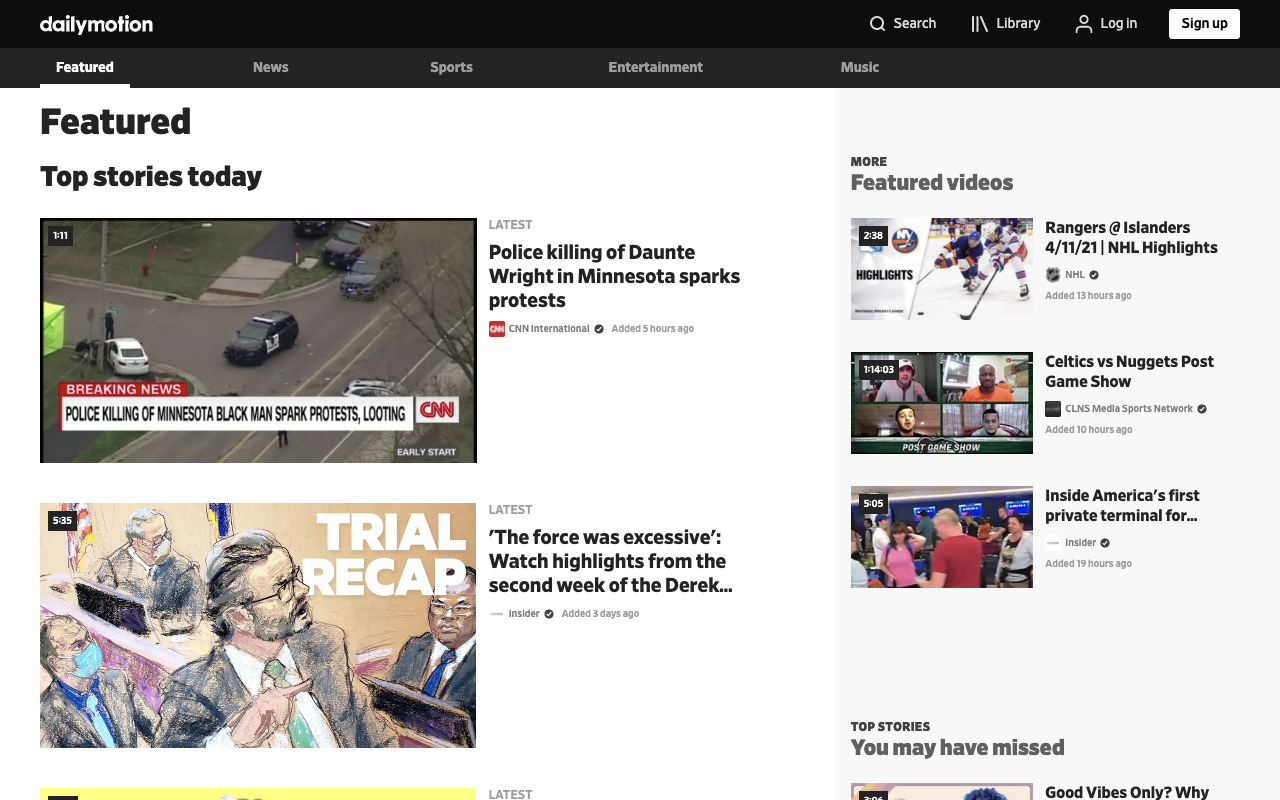 dailymotion
Search
Library
Log in
Sign up
Featured
News
Sports
Entertainment
Music
Featured
Top stories today
1:11
BREAKING NEWS
POLICE KILLING OF MINNESOTA BLACK MAN SPARK PROTESTS, LOOTING
CNN
EARLY START
LATEST
Police killing of Daunte
Wright in Minnesota sparks
protests
CNN
CNN International
Added 5 hours ago
5:35
TRIAL
RECAP
LATEST
'The force was excessive':
Watch highlights from the
second week of the Derek...
Insider
Added 3 days ago
LATEST
MORE
Featured videos
2:38
NY
HIGHLIGHTS
NATIONAL HOCKEY LEAGUE
Rangers @ Islanders
4/11/21 | NHL Highlights
NHL
Added 13 hours ago
1:14:03
POST GAME SHOW
Celtics vs Nuggets Post
Game Show
CLNS Media Sports Network
Added 10 hours ago
5:05
Inside America's first
private terminal for...
Insider
Added 19 hours ago
TOP STORIES
You may have missed
3:06
Good Vibes Only? Why